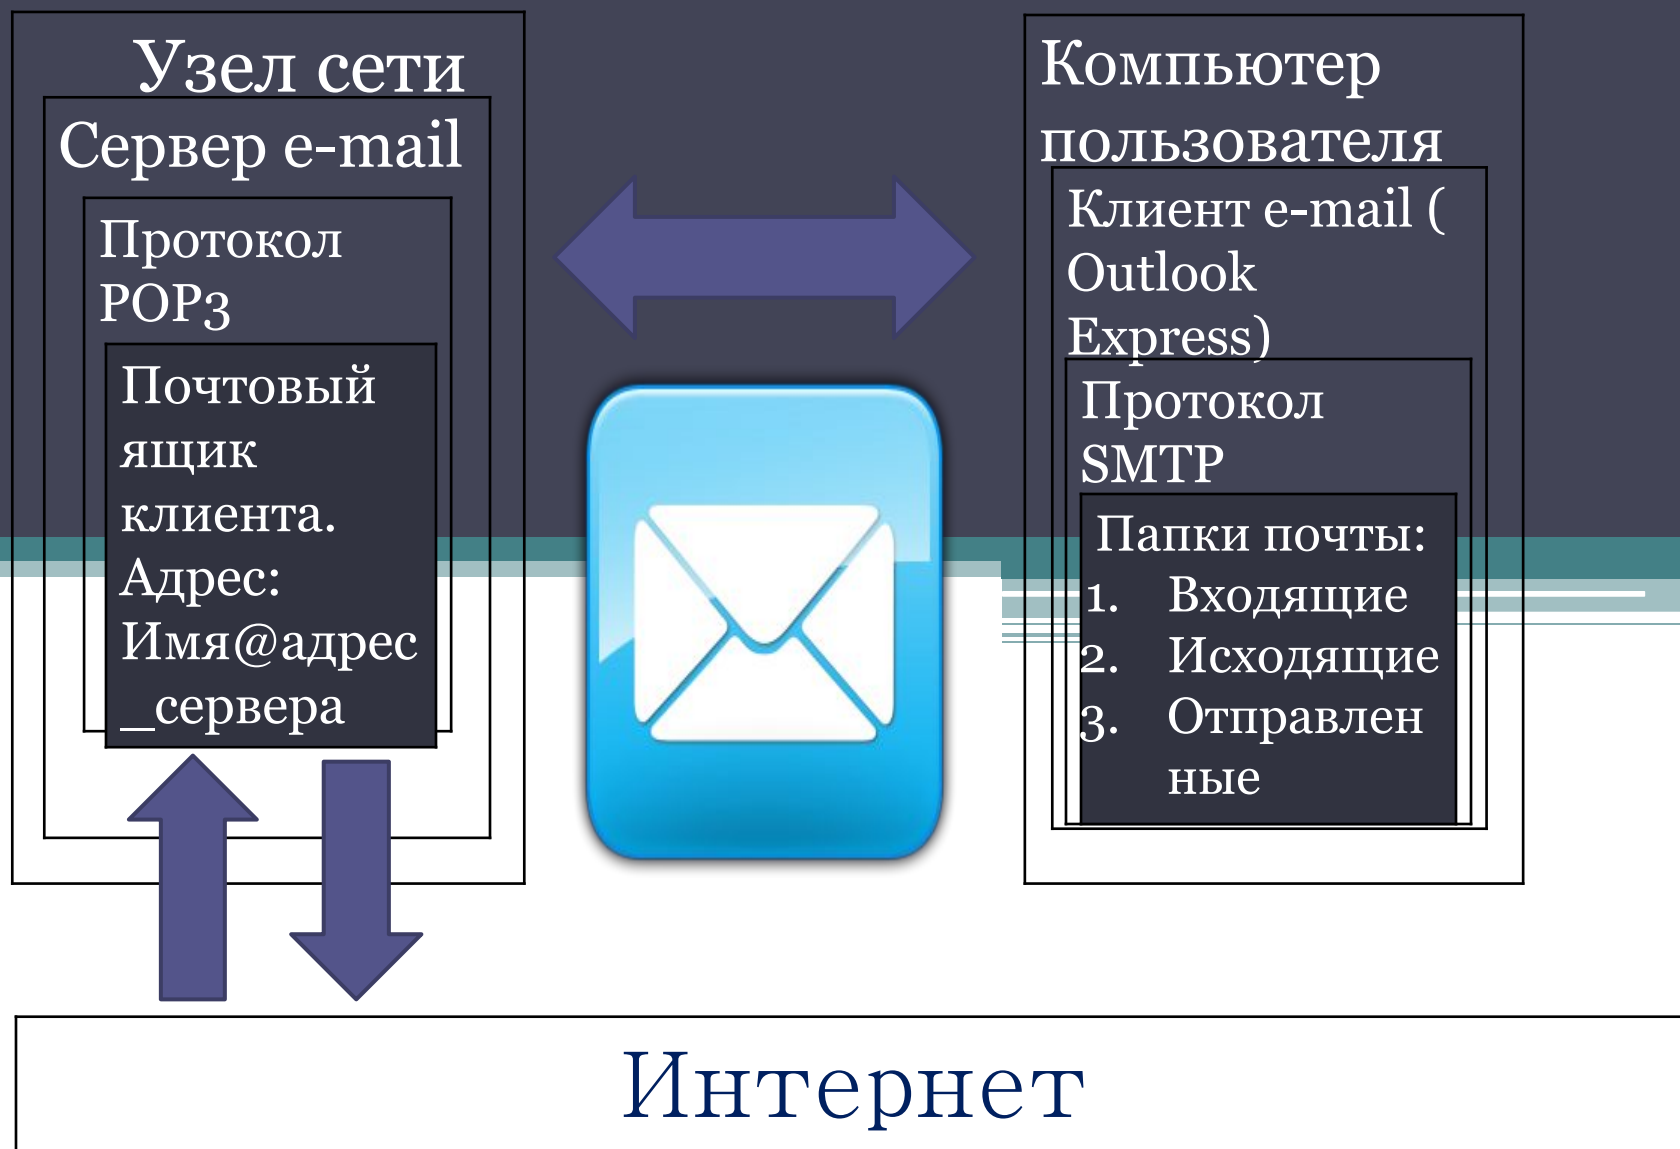 Узел сети
Сервер e-mail
Протокол
POP3
Почтовый
ящик
клиента.
Адрес:
Имя@адрес
_сервера
Компьютер
пользователя
Клиент e-mail (
Outlook
Express)
Протокол
SMTP
Папки почты:
1. Входящие
2. Исходящие
3. Отправлен
ные
Интернет